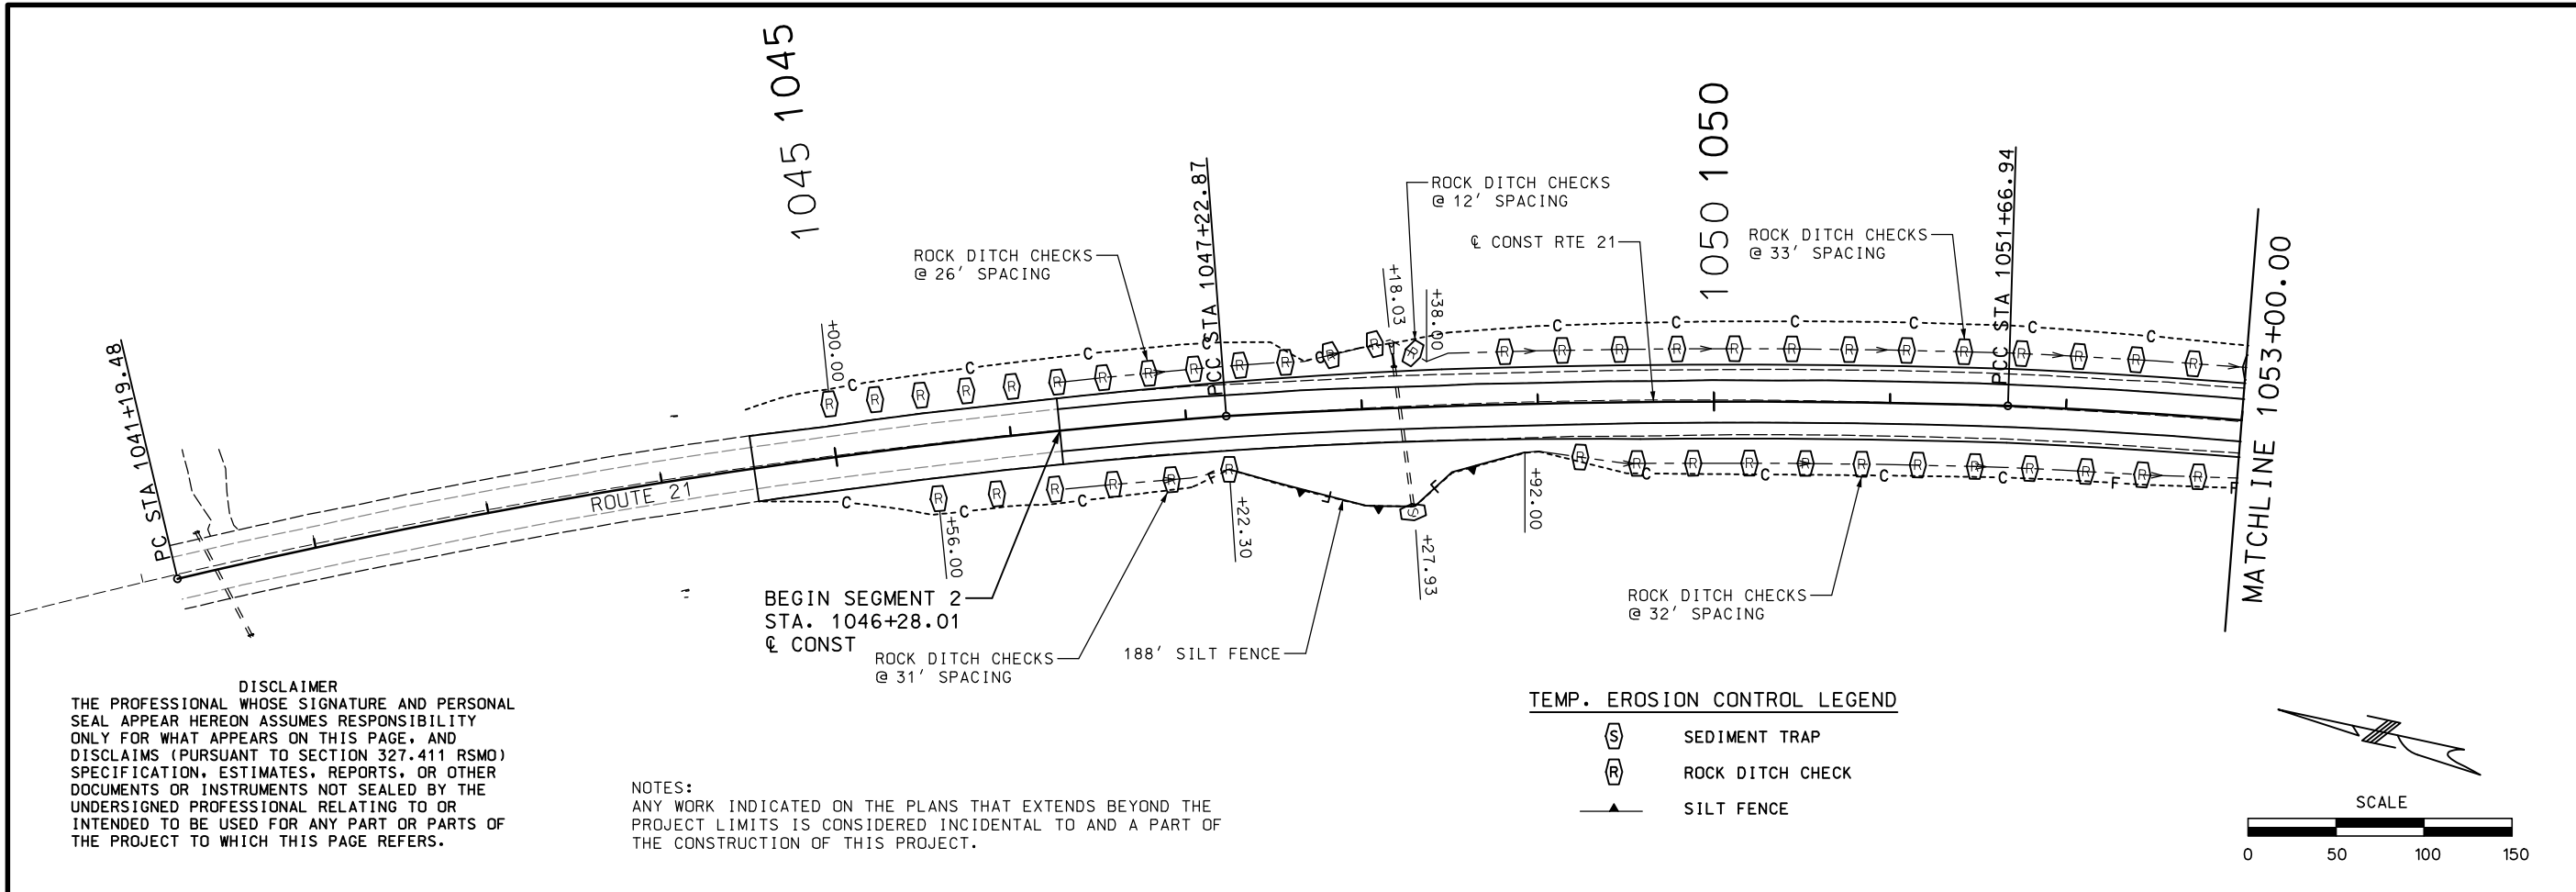 1045 1045
1050 1050
PC STA 1041+19.48
PCC STA 1047+22.87
PCC STA 1051+66.94
MATCHLINE 1053+00.00
ROCK DITCH CHECKS
@ 12' SPACING
℄ CONST RTE 21
ROCK DITCH CHECKS
@ 33' SPACING
ROCK DITCH CHECKS
@ 26' SPACING
+00.00
+18.03
+38.00
ROUTE 21
+56.00
+22.30
+27.93
+92.00
BEGIN SEGMENT 2
STA. 1046+28.01
℄ CONST
ROCK DITCH CHECKS
@ 31' SPACING
188' SILT FENCE
ROCK DITCH CHECKS
@ 32' SPACING
DISCLAIMER
THE PROFESSIONAL WHOSE SIGNATURE AND PERSONAL
SEAL APPEAR HEREON ASSUMES RESPONSIBILITY
ONLY FOR WHAT APPEARS ON THIS PAGE, AND
DISCLAIMS (PURSUANT TO SECTION 327.411 RSMO)
SPECIFICATION, ESTIMATES, REPORTS, OR OTHER
DOCUMENTS OR INSTRUMENTS NOT SEALED BY THE
UNDERSIGNED PROFESSIONAL RELATING TO OR
INTENDED TO BE USED FOR ANY PART OR PARTS OF
THE PROJECT TO WHICH THIS PAGE REFERS.
NOTES:
ANY WORK INDICATED ON THE PLANS THAT EXTENDS BEYOND THE
PROJECT LIMITS IS CONSIDERED INCIDENTAL TO AND A PART OF
THE CONSTRUCTION OF THIS PROJECT.
TEMP. EROSION CONTROL LEGEND
S SEDIMENT TRAP
R ROCK DITCH CHECK
SILT FENCE
SCALE
0 50 100 150